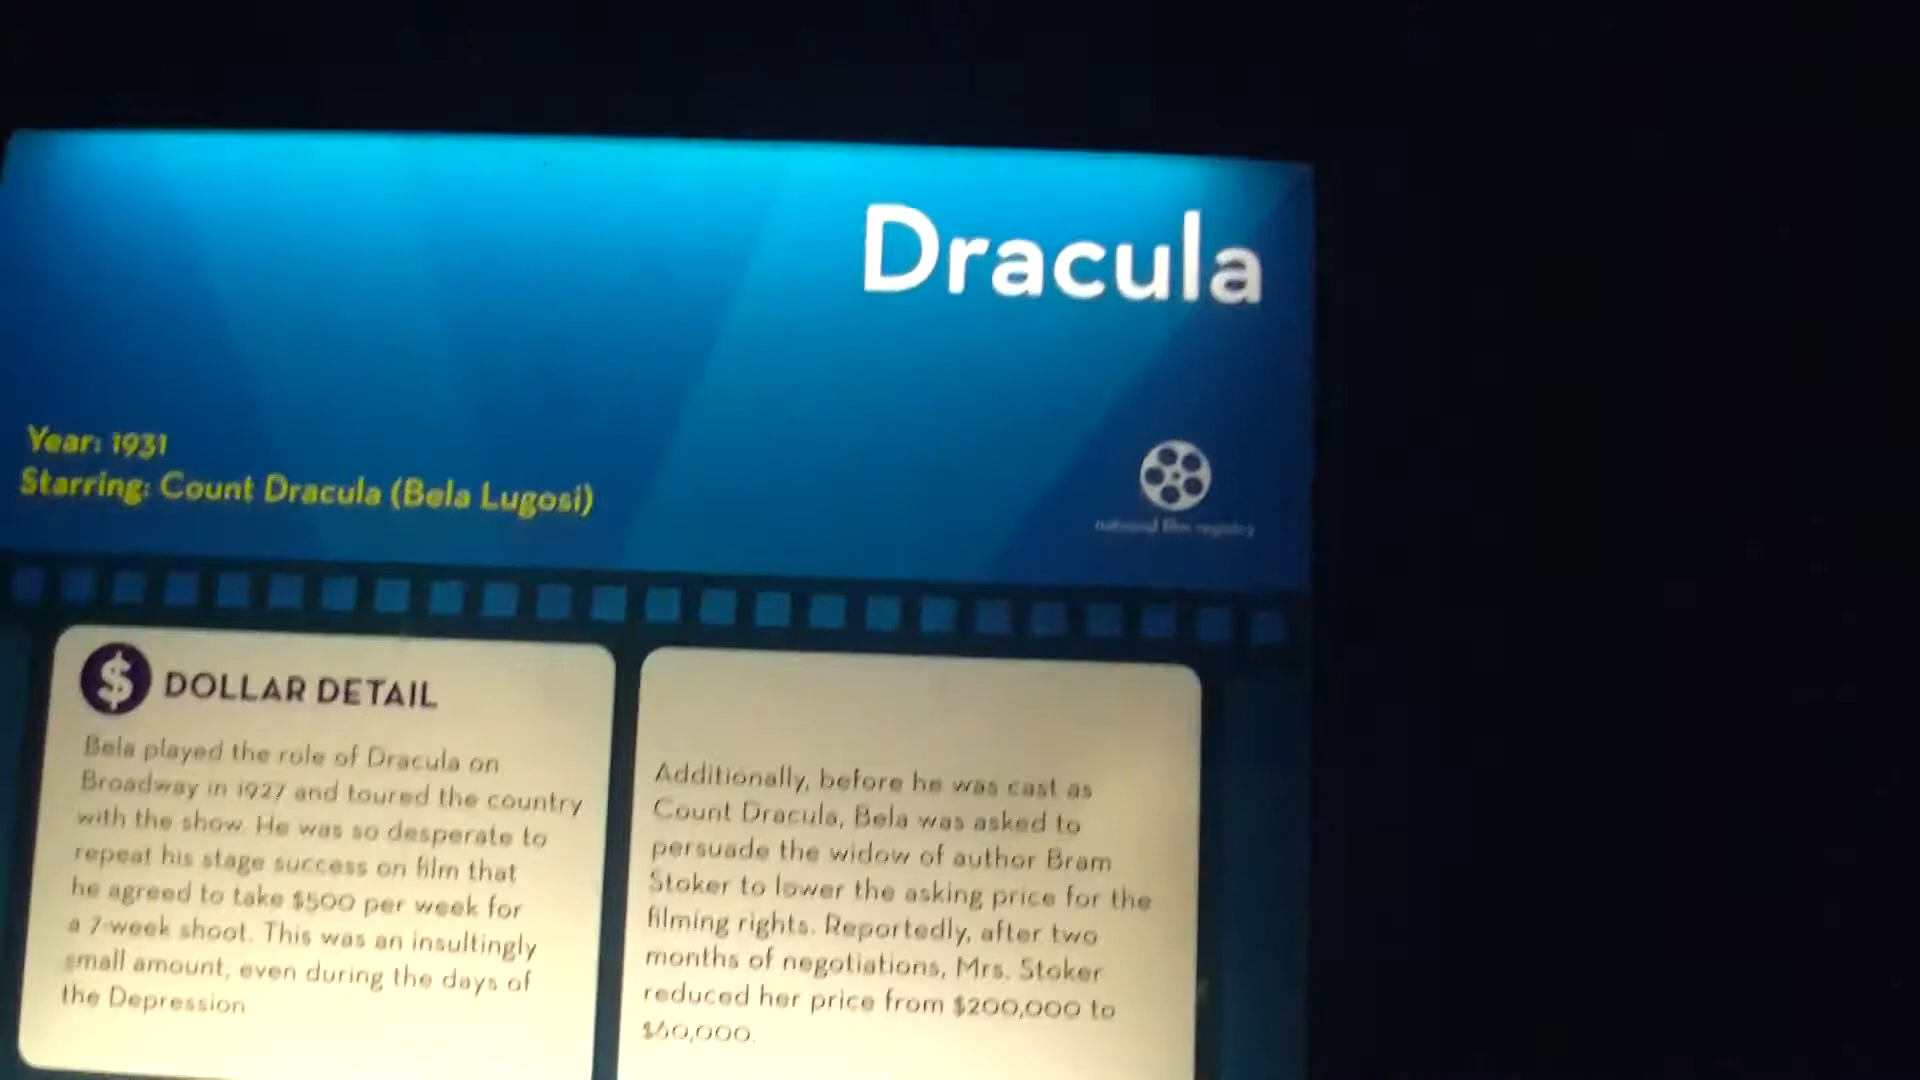 Dracula
Year: 1931
Starring: Count Dracula (Bela Lugosi)
national film registry
$ DOLLAR DETAIL
Bela played the role of Dracula on
Broadway in 1927 and toured the country
with the show. He was so desperate to
repeat his stage success on film that
he agreed to take $500 per week for
a 7-week shoot. This was an insultingly
small amount, even during the days of
the Depression
Additionally, before he was cast as
Count Dracula, Bela was asked to
persuade the widow of author Bram
Stoker to lower the asking price for the
filming rights. Reportedly, after two
months of negotiations, Mrs. Stoker
reduced her price from $200,000 to
$60,000.